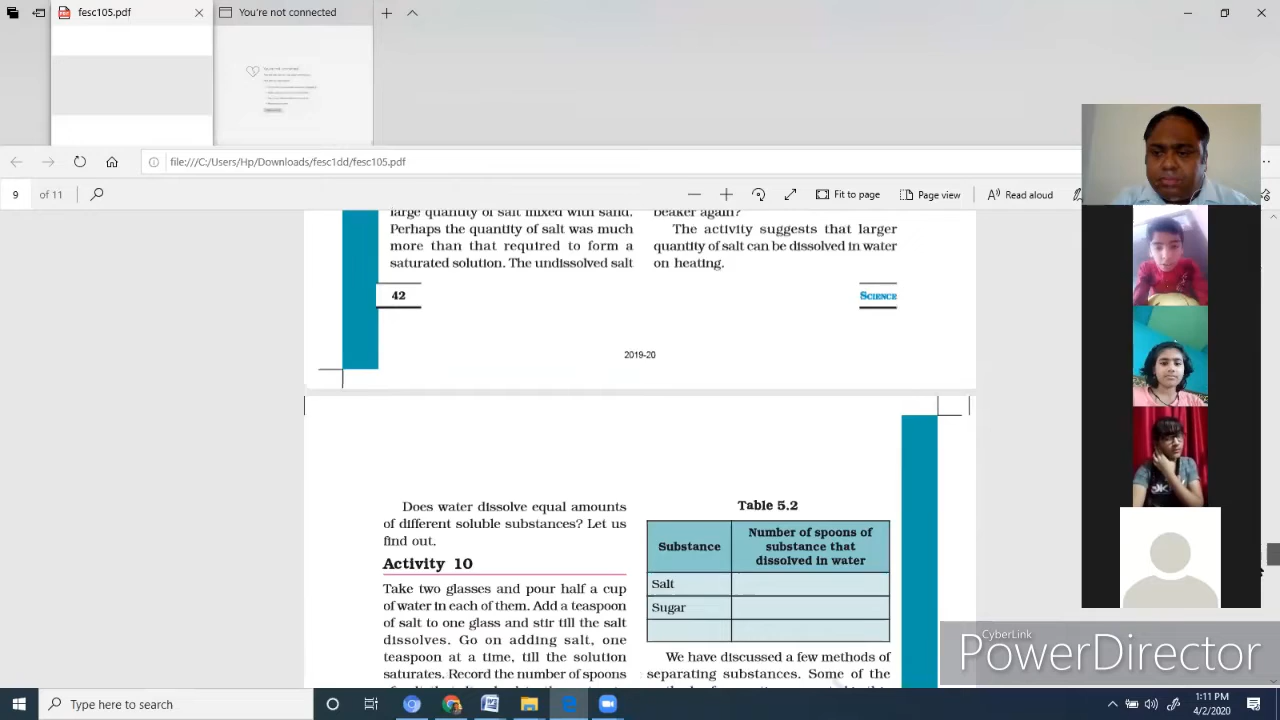 9.pdf
You're not connected
file:///C:/Users/Hp/Downloads/fesc1dd/fesc105.pdf
9 of 11
Fit to page
Page view
Read aloud
large quantity of salt mixed with sand.
Perhaps the quantity of salt was much
more than that required to form a
saturated solution. The undissolved salt
beaker again?
The activity suggests that larger
quantity of salt can be dissolved in water
on heating.
42
SCIENCE
2019-20
Does water dissolve equal amounts
of different soluble substances? Let us
find out.
Activity 10
Take two glasses and pour half a cup
of water in each of them. Add a teaspoon
of salt to one glass and stir till the salt
dissolves. Go on adding salt, one
teaspoon at a time, till the solution
saturates. Record the number of spoons
Table 5.2
Substance
Number of spoons of
substance that
dissolved in water
Salt
Sugar
We have discussed a few methods of
separating substances. Some of the
CyberLink
PowerDirector
Type here to search
1:11 PM
4/2/2020